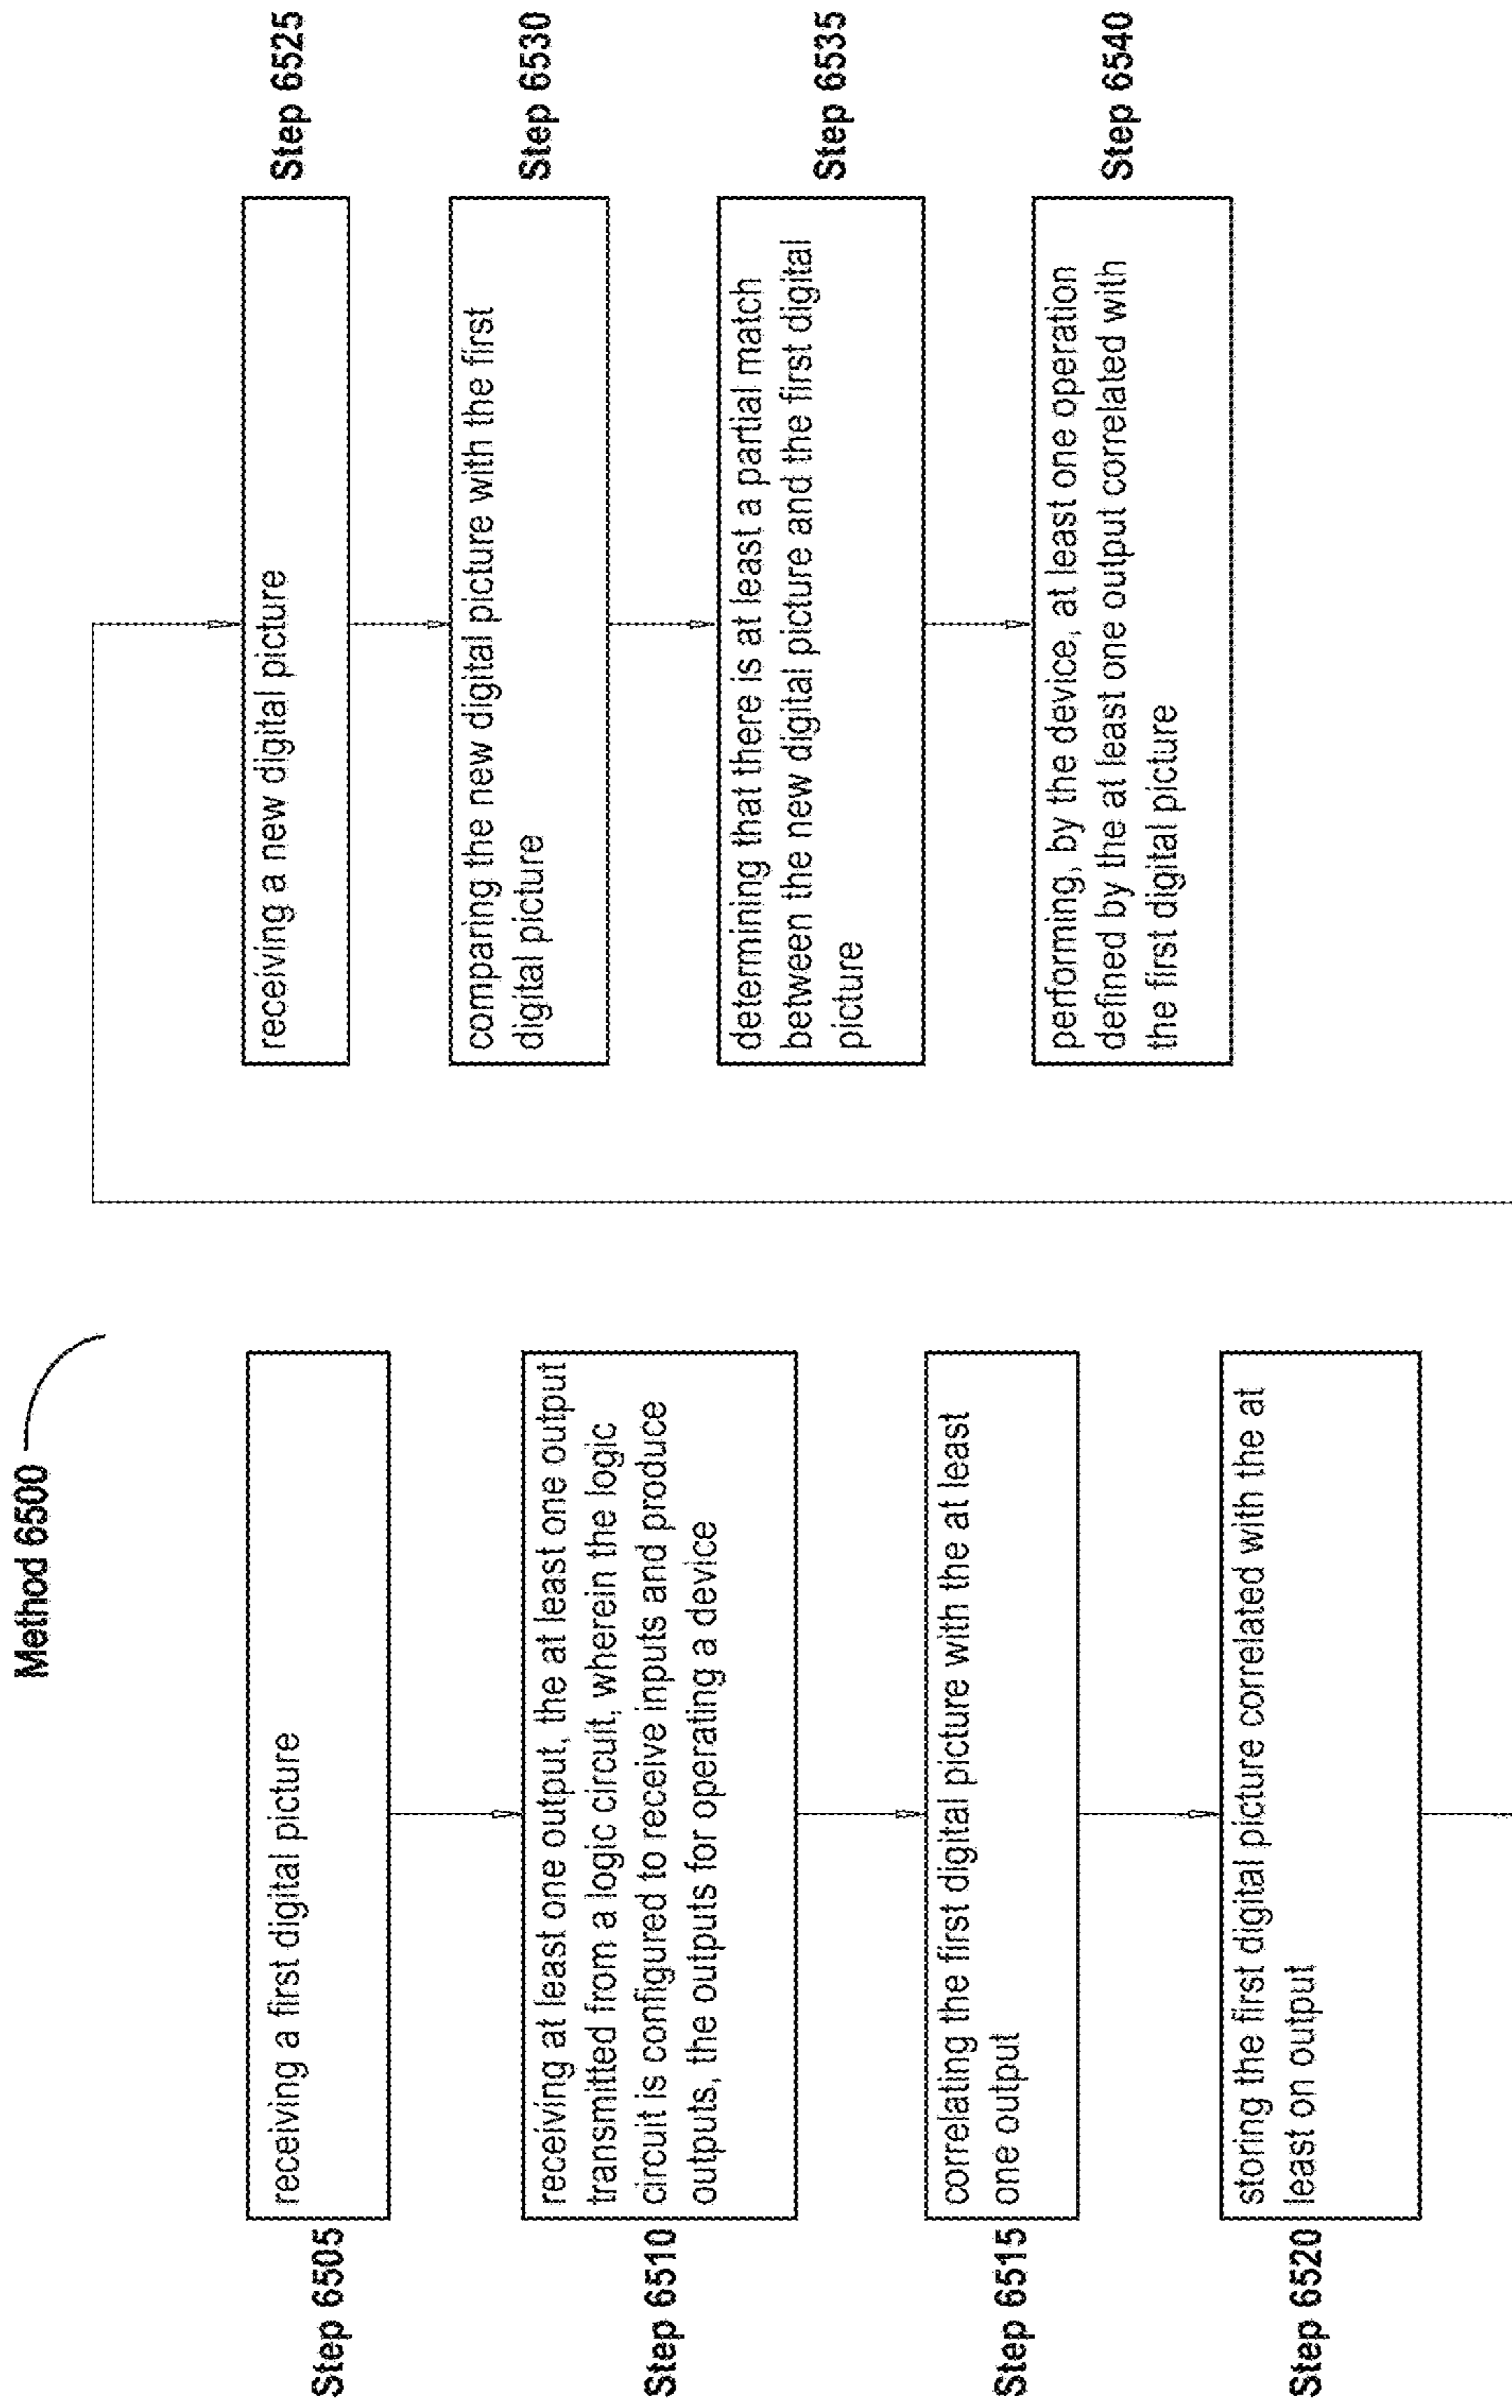 Method 6500
Step 6505
receiving a first digital picture
Step 6510
receiving at least one output, the at least one output
transmitted from a logic circuit, wherein the logic
circuit is configured to receive inputs and produce
outputs, the outputs for operating a device
Step 6515
correlating the first digital picture with the at least
one output
Step 6520
storing the first digital picture correlated with the at
least on output
receiving a new digital picture
Step 6525
comparing the new digital picture with the first
digital picture
Step 6530
determining that there is at least a partial match
between the new digital picture and the first digital
picture
Step 6535
performing, by the device, at least one operation
defined by the at least one output correlated with
the first digital picture
Step 6540